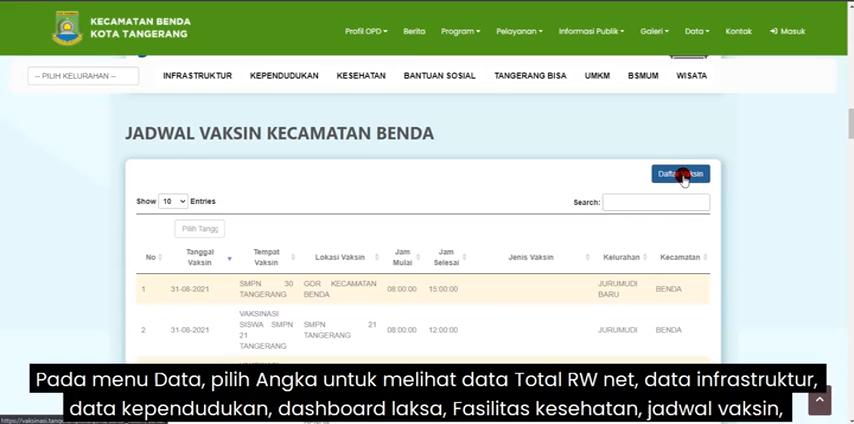 KECAMATAN BENDA
KOTA TANGERANG
Profil OPD Berita Program Pelayanan Informasi Publik Galeri Data Kontak Masuk
-- PILIH KELURAHAN -- INFRASTRUKTUR KEPENDUDUKAN KESEHATAN BANTUAN SOSIAL TANGERANG BISA UMKM BSMUM WISATA
JADWAL VAKSIN KECAMATAN BENDA
Daftar Vaksin
Show 10 Entries Search:
Pilih Tangg
No Tanggal Vaksin Tempat Vaksin Lokasi Vaksin Jam Mulai Jam Selesai Jenis Vaksin Kelurahan Kecamatan
1 31-08-2021 SMPN 30 TANGERANG GOR KECAMATAN BENDA 08:00:00 15:00:00 JURUMUDI BARU BENDA
2 31-08-2021 VAKSINASI SISWA SMPN 21 TANGERANG SMPN 21 TANGERANG 08:00:00 12:00:00 JURUMUDI BENDA
Pada menu Data, pilih Angka untuk melihat data Total RW net, data infrastruktur,
data kependudukan, dashboard laksa, Fasilitas kesehatan, jadwal vaksin,